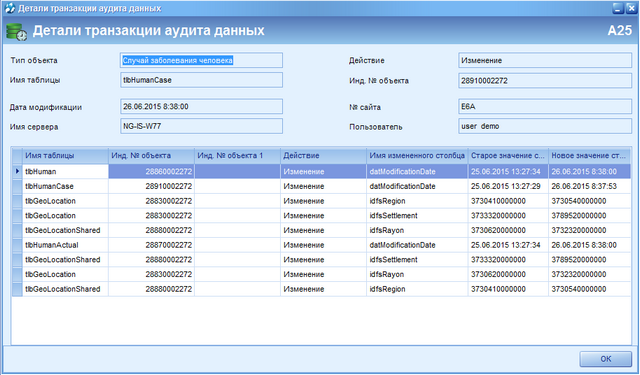 Детали транзакции аудита данных
Детали транзакции аудита данных A25
Тип объекта Случай заболевания человека Действие Изменение
Имя таблицы tlbHumanCase Инд. № объекта 28910002272
Дата модификации 26.06.2015 8:38:00 № сайта E6A
Имя сервера NG-IS-W77 Пользователь user demo
Имя таблицы Инд. № объекта Инд. № объекта 1 Действие Имя измененного столбца Старое значение с... Новое значение ст...
tlbHuman 28860002272 Изменение datModificationDate 25.06.2015 13:27:34 26.06.2015 8:38:00
tlbHumanCase 28910002272 Изменение datModificationDate 25.06.2015 13:27:29 26.06.2015 8:37:53
tlbGeoLocation 28830002272 Изменение idfsRegion 3730410000000 3730540000000
tlbGeoLocation 28830002272 Изменение idfsSettlement 3733320000000 3789520000000
tlbGeoLocationShared 28880002272 Изменение idfsRayon 3730620000000 3732320000000
tlbHumanActual 28870002272 Изменение datModificationDate 25.06.2015 13:27:34 26.06.2015 8:38:00
tlbGeoLocationShared 28880002272 Изменение idfsSettlement 3733320000000 3789520000000
tlbGeoLocation 28830002272 Изменение idfsRayon 3730620000000 3732320000000
tlbGeoLocationShared 28880002272 Изменение idfsRegion 3730410000000 3730540000000
OK